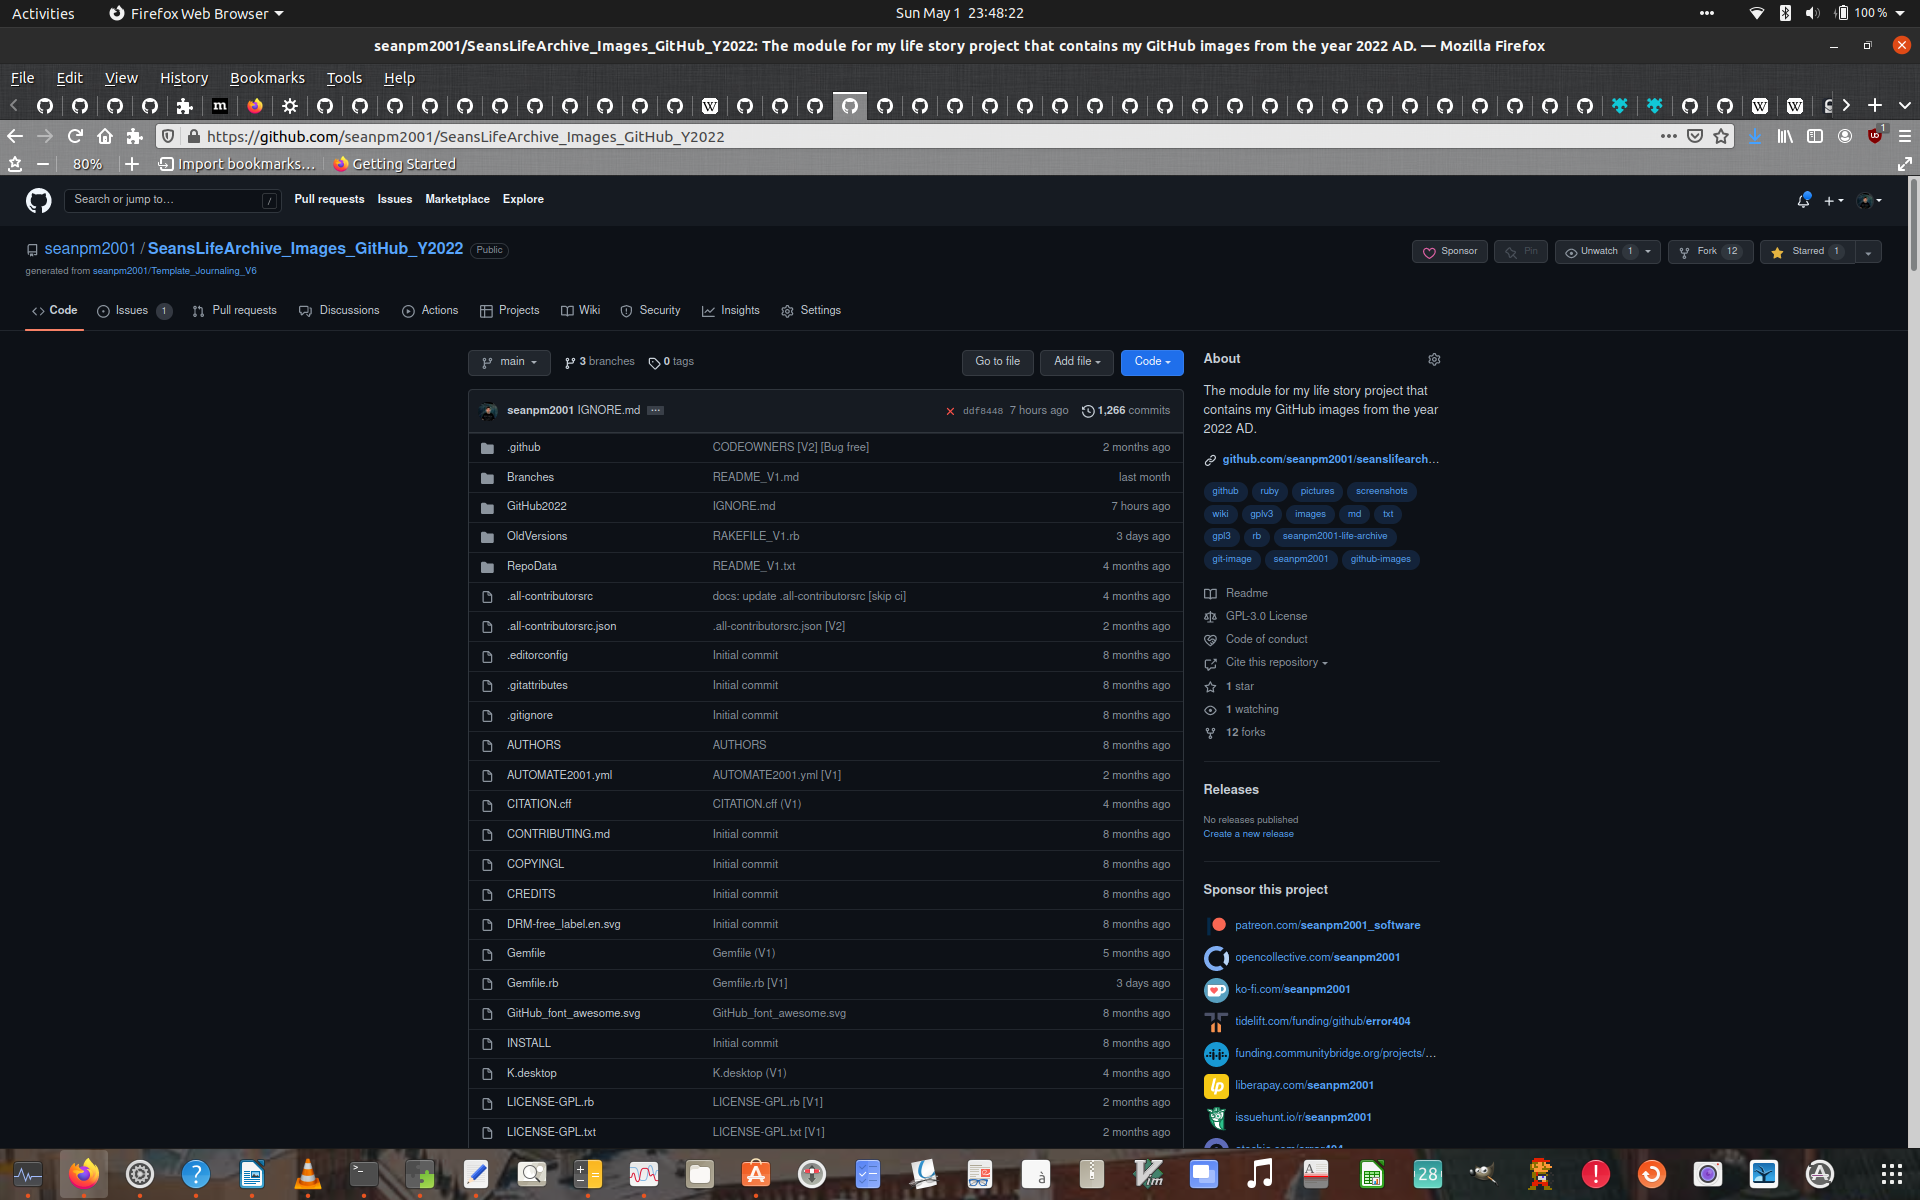 Activities Firefox Web Browser Sun May 1 23:48:22 100 %
seanpm2001/SeansLifeArchive_Images_GitHub_Y2022: The module for my life story project that contains my GitHub images from the year 2022 AD. — Mozilla Firefox
File Edit View History Bookmarks Tools Help
https://github.com/seanpm2001/SeansLifeArchive_Images_GitHub_Y2022
80% Import bookmarks... Getting Started
Search or jump to... / Pull requests Issues Marketplace Explore
seanpm2001 / SeansLifeArchive_Images_GitHub_Y2022 Public Sponsor Pin Unwatch 1 Fork 12 Starred 1
generated from seanpm2001/Template_Journaling_V6
Code Issues 1 Pull requests Discussions Actions Projects Wiki Security Insights Settings
main 3 branches 0 tags Go to file Add file Code
seanpm2001 IGNORE.md ddf8448 7 hours ago 1,266 commits
.github CODEOWNERS [V2] [Bug free] 2 months ago
Branches README_V1.md last month
GitHub2022 IGNORE.md 7 hours ago
OldVersions RAKEFILE_V1.rb 3 days ago
RepoData README_V1.txt 4 months ago
.all-contributorsrc docs: update .all-contributorsrc [skip ci] 4 months ago
.all-contributorsrc.json .all-contributorsrc.json [V2] 2 months ago
.editorconfig Initial commit 8 months ago
.gitattributes Initial commit 8 months ago
.gitignore Initial commit 8 months ago
AUTHORS AUTHORS 8 months ago
AUTOMATE2001.yml AUTOMATE2001.yml [V1] 2 months ago
CITATION.cff CITATION.cff (V1) 4 months ago
CONTRIBUTING.md Initial commit 8 months ago
COPYINGL Initial commit 8 months ago
CREDITS Initial commit 8 months ago
DRM-free_label.en.svg Initial commit 8 months ago
Gemfile Gemfile (V1) 5 months ago
Gemfile.rb Gemfile.rb [V1] 3 days ago
GitHub_font_awesome.svg GitHub_font_awesome.svg 8 months ago
INSTALL Initial commit 8 months ago
K.desktop K.desktop (V1) 4 months ago
LICENSE-GPL.rb LICENSE-GPL.rb [V1] 2 months ago
LICENSE-GPL.txt LICENSE-GPL.txt [V1] 2 months ago
About
The module for my life story project that
contains my GitHub images from the year
2022 AD.
github.com/seanpm2001/seanslifearch...
github ruby pictures screenshots
wiki gplv3 images md txt
gpl3 rb seanpm2001-life-archive
git-image seanpm2001 github-images
Readme
GPL-3.0 License
Code of conduct
Cite this repository
1 star
1 watching
12 forks
Releases
No releases published
Create a new release
Sponsor this project
patreon.com/seanpm2001_software
opencollective.com/seanpm2001
ko-fi.com/seanpm2001
tidelift.com/funding/github/error404
funding.communitybridge.org/projects/...
liberapay.com/seanpm2001
issuehunt.io/r/seanpm2001
28